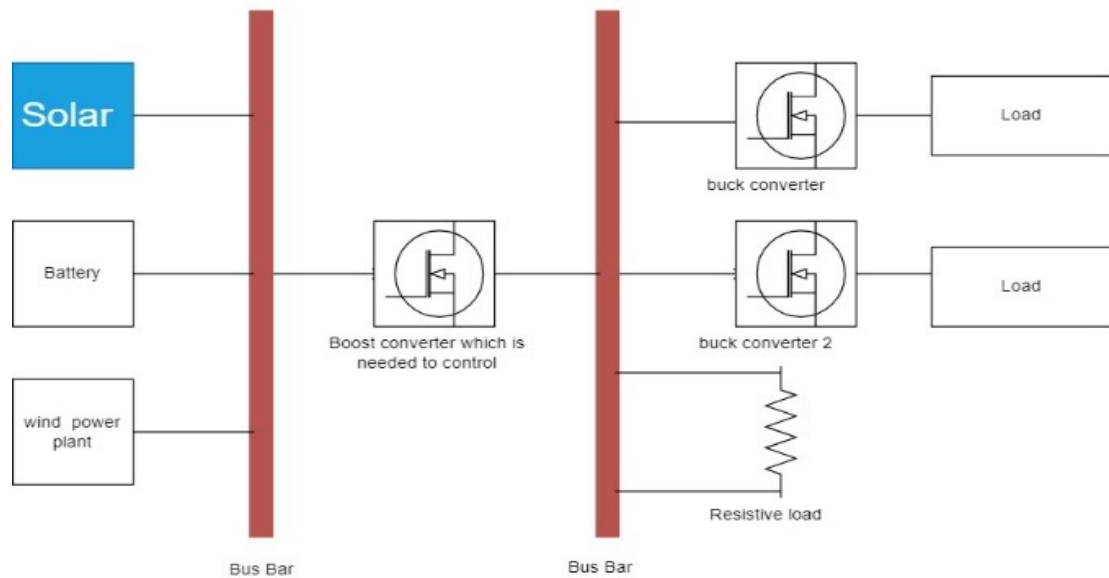 Solar
Load
buck converter
Battery
Load
Boost converter which is
needed to control
buck converter 2
wind power
plant
Resistive load
Bus Bar
Bus Bar